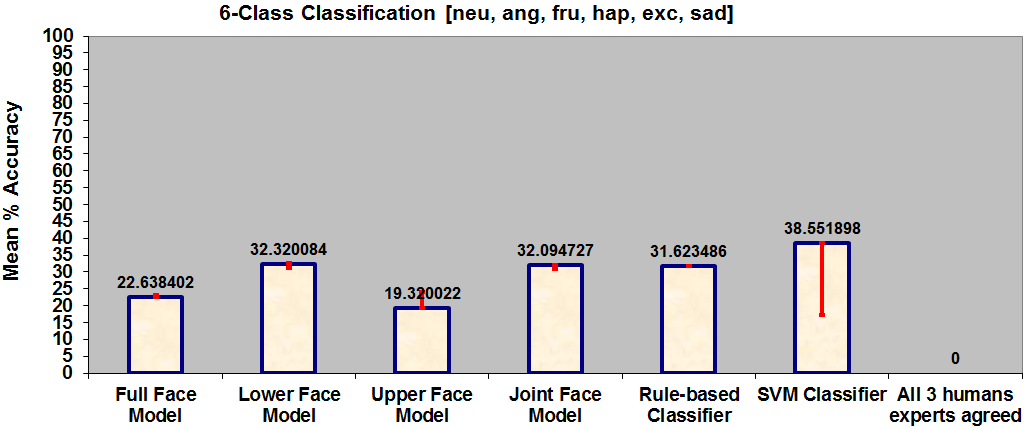 6-Class Classification [neu, ang, fru, hap, exc, sad]
Mean % Accuracy
100
95
90
85
80
75
70
65
60
55
50
45
40
35
30
25
20
15
10
5
0
22.638402
32.320084
19.320022
32.094727
31.623486
38.551898
0
Full Face
Model
Lower Face
Model
Upper Face
Model
Joint Face
Model
Rule-based
Classifier
SVM Classifier
All 3 humans
experts agreed